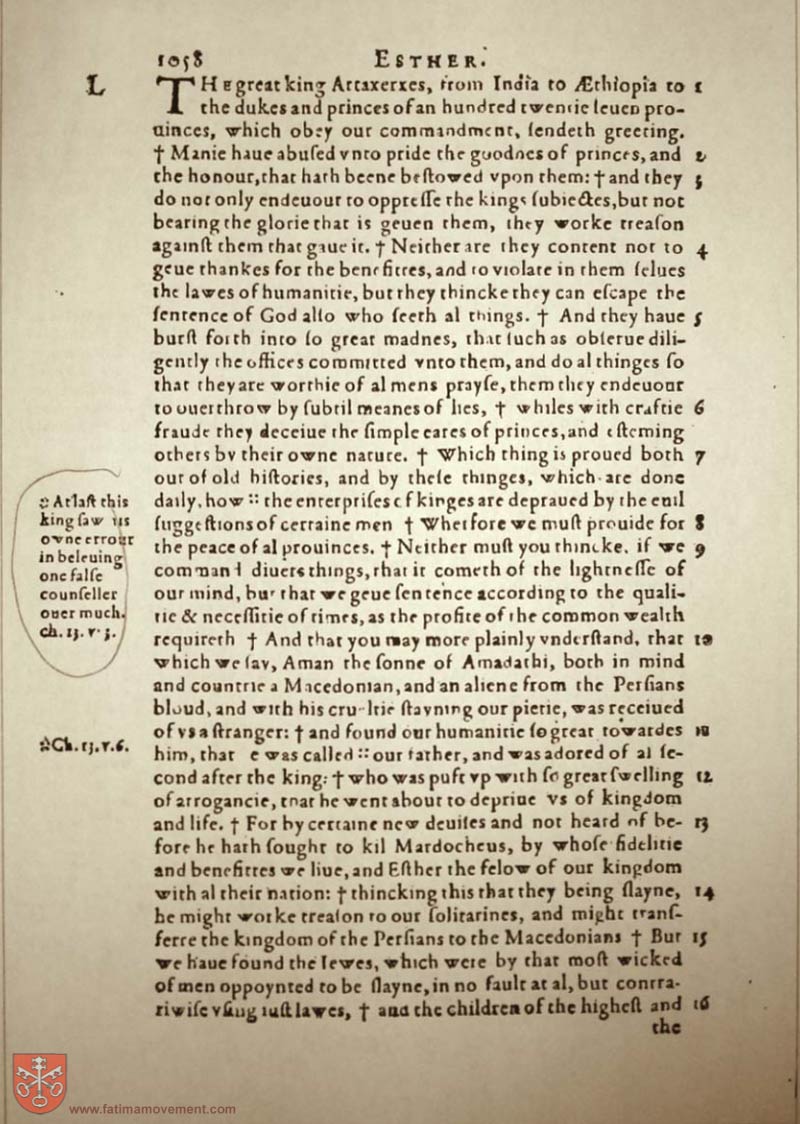 1058 ESTHER.
L
THe great king Artaxerxes, from India to Æthiopia to 1
the dukes and princes of an hundred twentie seuen pro-
uinces, which obey our commandment, sendeth greeting.
† Manie haue abused vnto pride the goodnes of princes, and 2
the honour, that hath beene bestowed vpon them: † and they 3
do not only endeuour to oppresse the kings subiectes, but not
bearing the glorie that is geuen them, they worke treason
against them that gaue it. † Neither are they content not to 4
geue thankes for the benefittes, and to violate in them selues
the lawes of humanitie, but they thincke they can escape the
sentence of God also who seeth al things. † And they haue 5
burst forth into so great madnes, that such as obserue dili-
gently the offices committed vnto them, and do al thinges so
that they are worthie of al mens prayse, them they endeuour
to ouerthrow by subtil meanes of lies, † whiles with craftie 6
fraude they deceiue the simple eares of princes, and esteming
others by their owne nature. † Which thing is proued both 7
out of old histories, and by these thinges, which are done
daily, how :: the enterprises of kinges are depraued by the euil
suggestions of certaine men † Wherfore we must prouide for 8
the peace of al prouinces. † Neither must you thincke, if we 9
command diuers things, that it cometh of the lightnesse of
our mind, but that we geue sentence according to the quali-
tie & necessitie of times, as the profite of the common wealth
requireth † And that you may more plainly vnderstand, that 10
which we say, Aman the sonne of Amadathi, both in mind
and countrie a Macedonian, and an aliene from the Persians
bloud, and with his crueltie stayning our pietie, was receiued
of vs a stranger: † and found our humanitie so great towardes 11
him, that e was called :: our father, and was adored of al se-
cond after the king: † who was puft vp with so great swelling 12
of arrogancie, that he went about to depriue vs of kingdom
and life. † For by certaine new deuises and not heard of be- 13
fore he hath sought to kil Mardocheus, by whose fidelitie
and benefittes we liue, and Esther the felow of our kingdom
with al their nation: † thincking this that they being slayne, 14
he might worke treason to our solitarines, and might trans-
ferre the kingdom of the Persians to the Macedonians † But 15
we haue found the Iewes, which were by that most wicked
of men oppoynted to be slayne, in no fault at al, but contra-
riwise vsing iust lawes, † and the children of the highest and 16
the
:: At last this
king saw his
owne errour
in beleuing
one false
counseller
ouer much.
ch. 13. v. 3.
:: Ch. 13. v. 6.
www.fatimamovement.com